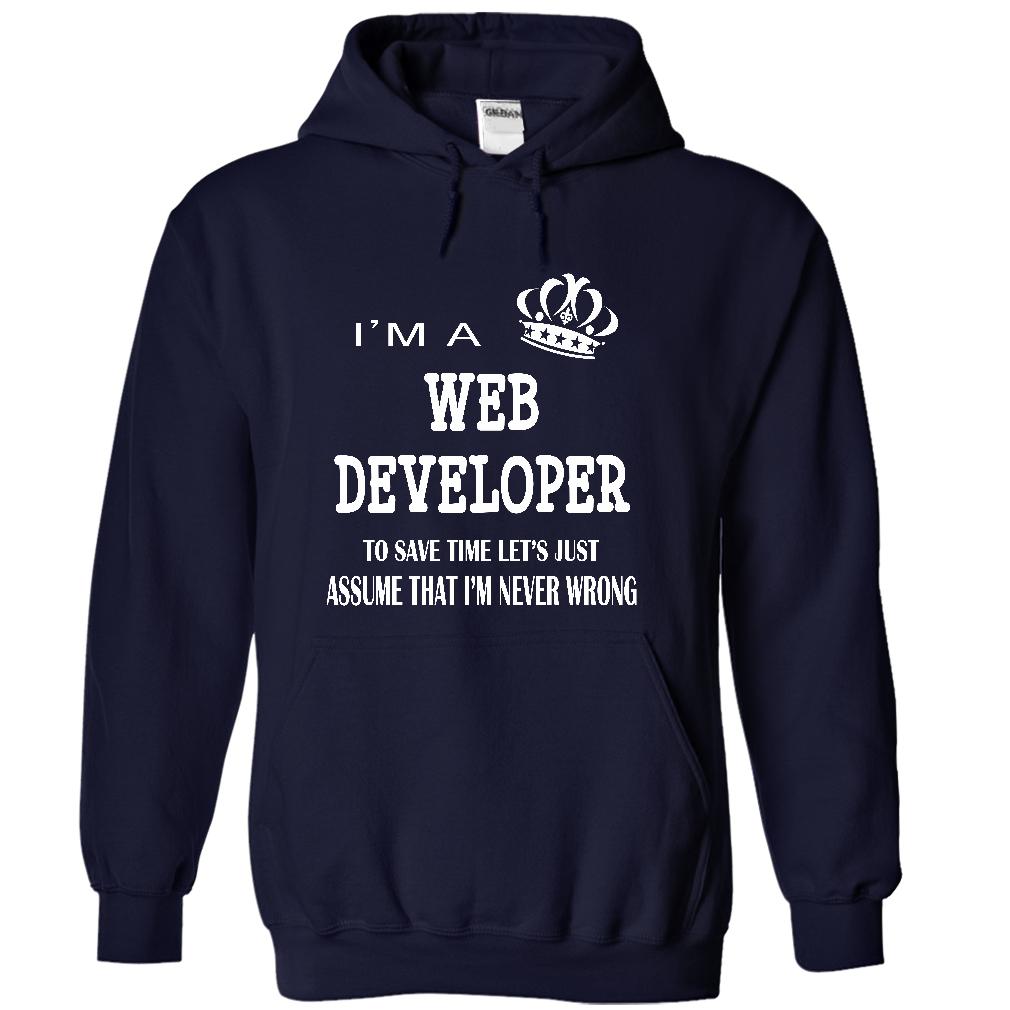 GILDAN
I'M A
WEB
DEVELOPER
TO SAVE TIME LET'S JUST
ASSUME THAT I'M NEVER WRONG